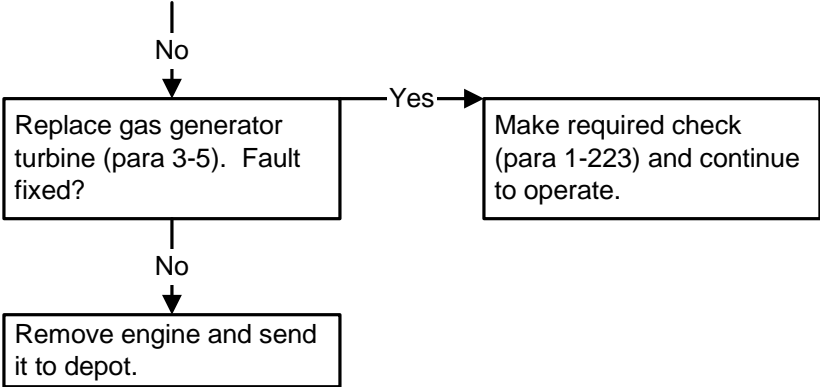 No
Yes
Replace gas generator
turbine (para 3-5).  Fault
fixed?
Make required check
(para 1-223) and continue
to operate.
No
Remove engine and send
it to depot.